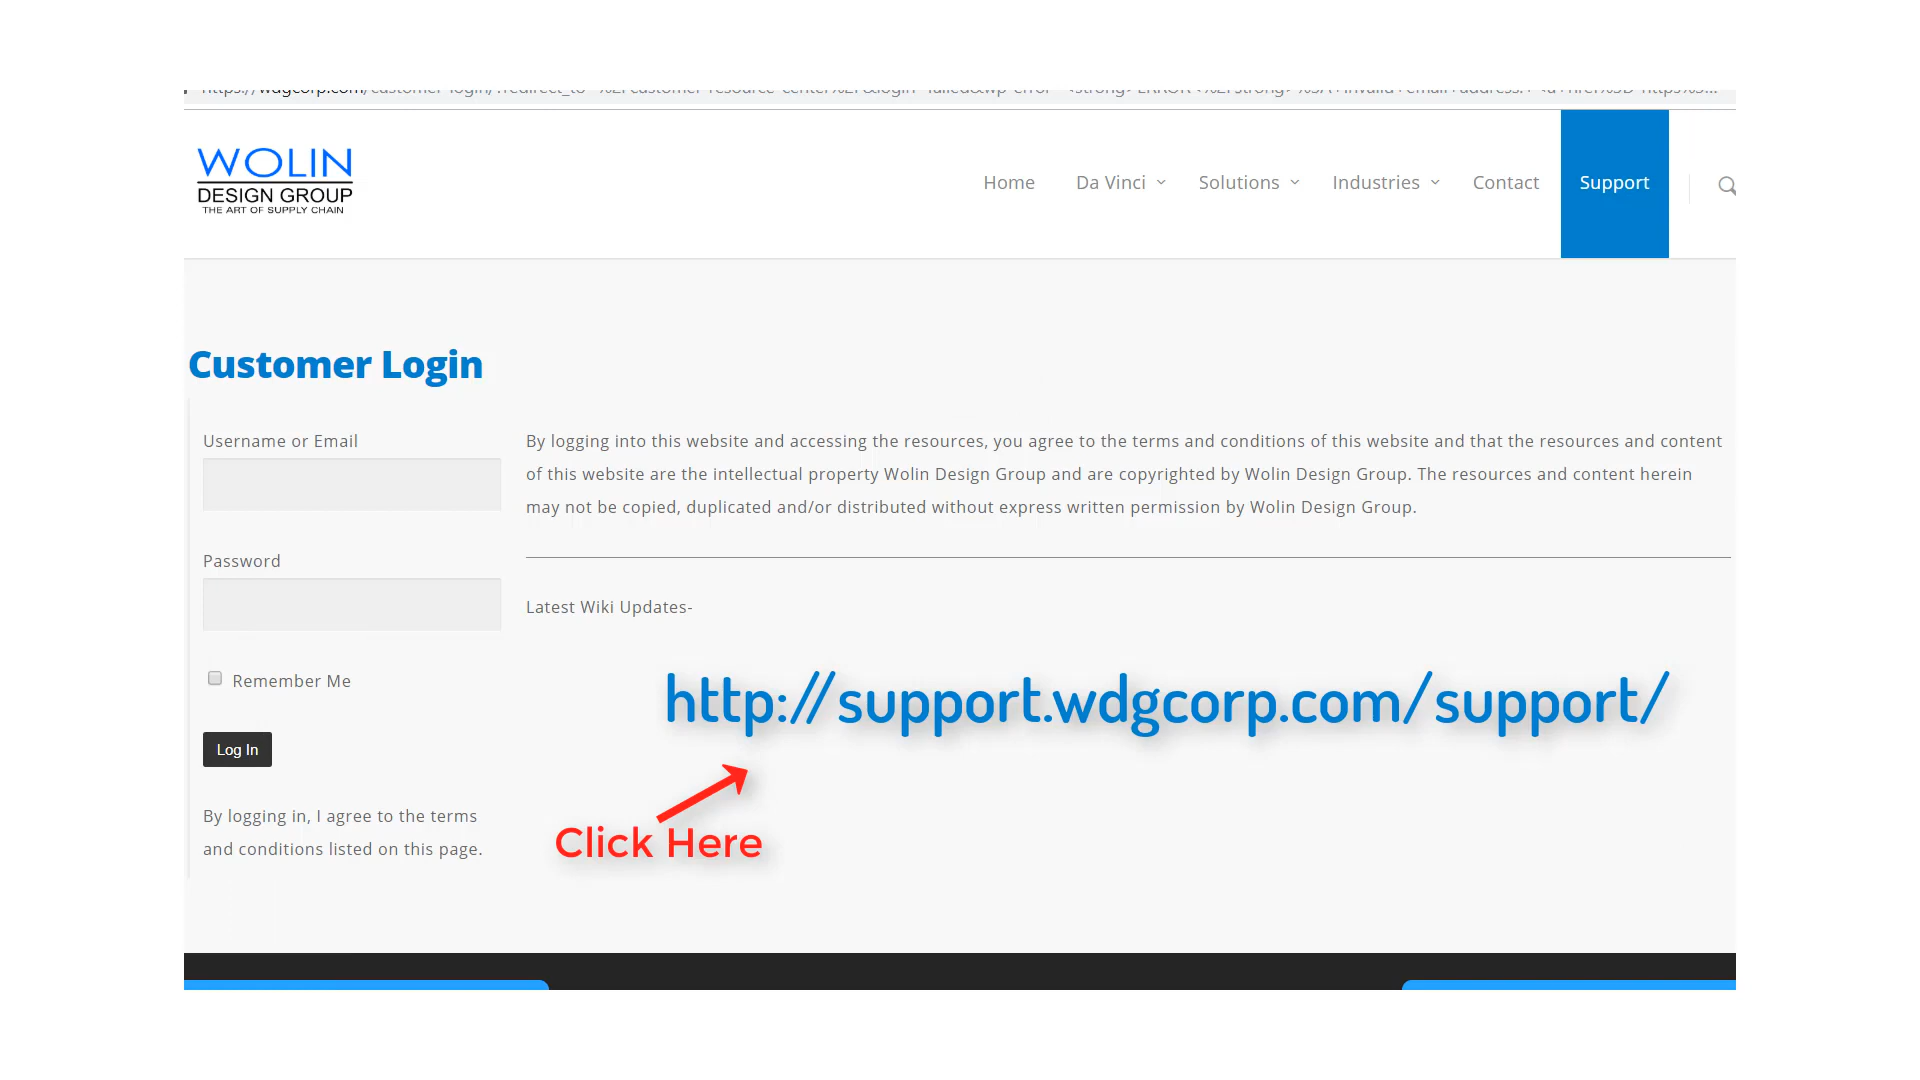 WOLIN
DESIGN GROUP
THE ART OF SUPPLY CHAIN
Home Da Vinci Solutions Industries Contact Support
Customer Login
Username or Email
By logging into this website and accessing the resources, you agree to the terms and conditions of this website and that the resources and content
of this website are the intellectual property Wolin Design Group and are copyrighted by Wolin Design Group. The resources and content herein
may not be copied, duplicated and/or distributed without express written permission by Wolin Design Group.
Password
Latest Wiki Updates-
Remember Me
http://support.wdgcorp.com/support/
Log In
Click Here
By logging in, I agree to the terms
and conditions listed on this page.